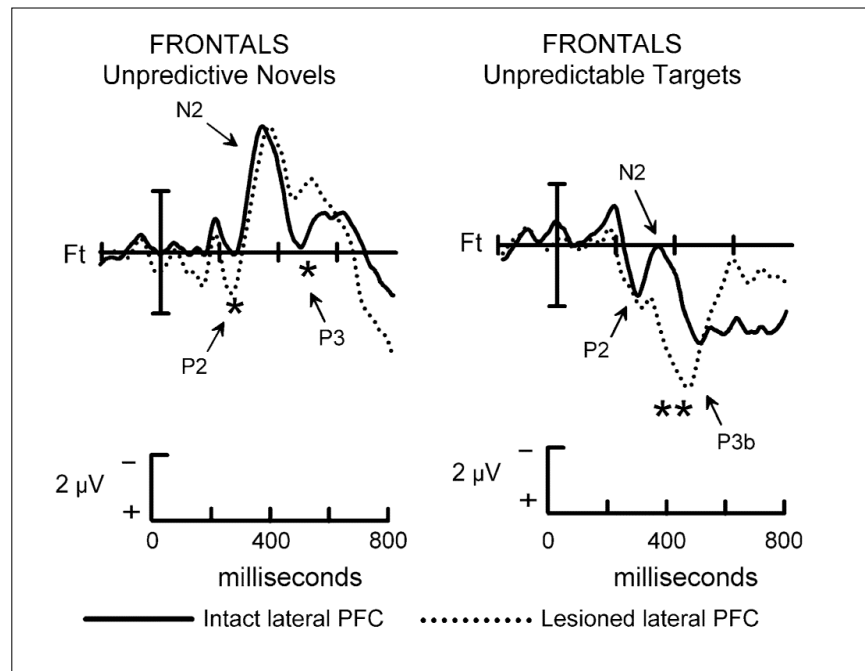 FRONTALS
Unpredictive Novels
N2
Ft
*
*
P2
P3
2 µV
−
+
0
400
800
milliseconds
FRONTALS
Unpredictable Targets
N2
Ft
P2
**
P3b
2 µV
−
+
0
400
800
milliseconds
Intact lateral PFC
Lesioned lateral PFC